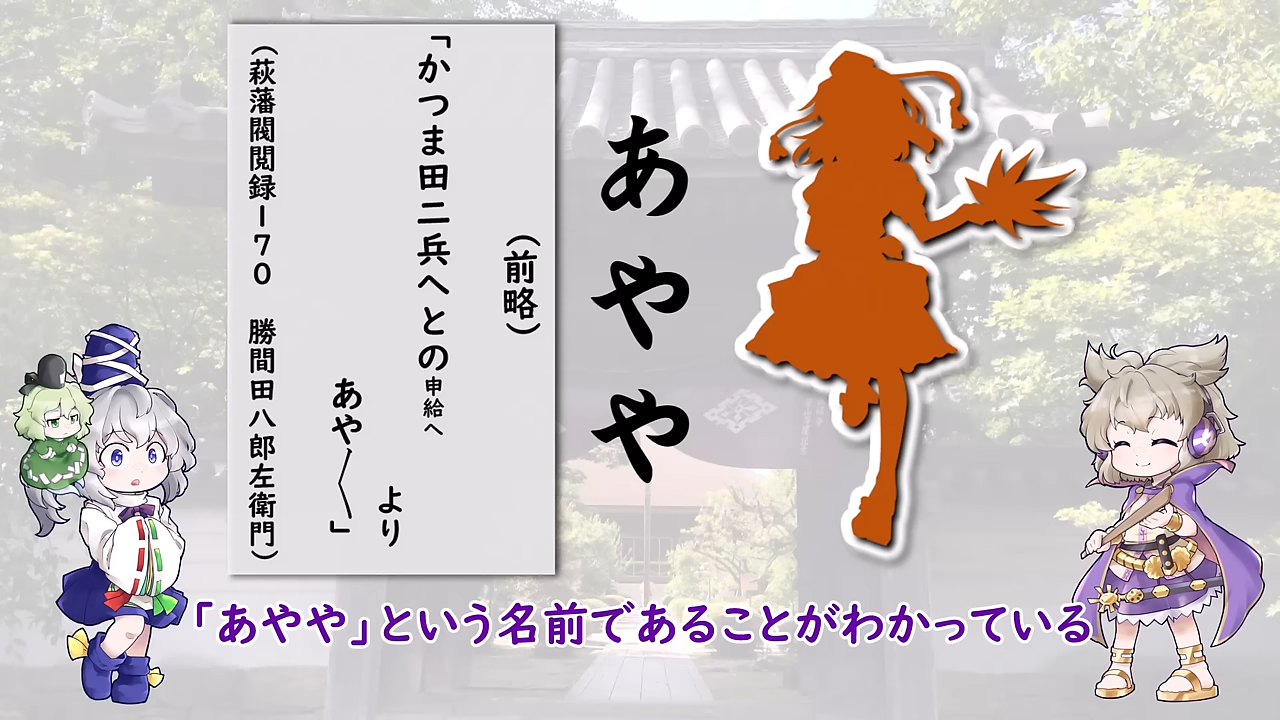 あやや
(前略)
「かつま田二兵へとの申給へ
より
あや〱」
(萩藩閥閲録ー70 勝間田八郎左衛門)
「あやや」という名前であることがわかっている